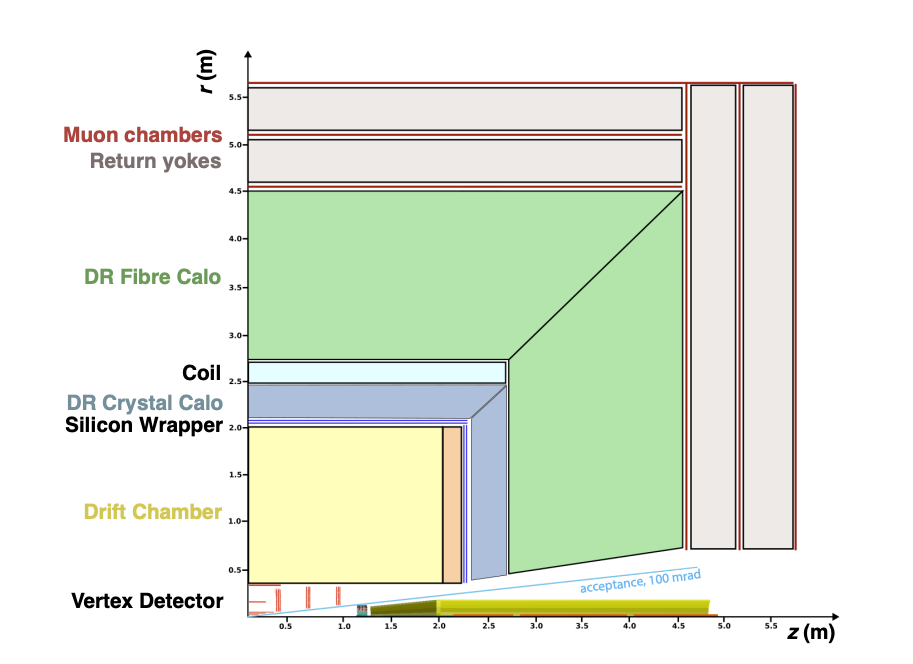 r (m)
5.5
Muon chambers
5.0
Return yokes
4.5
4.0
DR Fibre Calo
3.5
3.0
Coil
2.5
DR Crystal Calo
Silicon Wrapper
2.0
1.5
Drift Chamber
1.0
0.5
acceptance, 100 mrad
Vertex Detector
0.5 1.0 1.5 2.0 2.5 3.0 3.5 4.0 4.5 5.0 5.5
z (m)